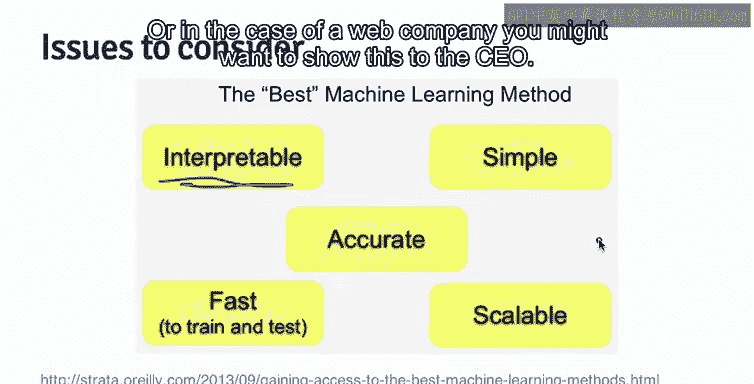 Or in the case of a web company you might
want to show this to the CEO.
Issues to consider
The “Best” Machine Learning Method
Interpretable
Simple
Accurate
Fast
(to train and test)
Scalable
http://strata.oreilly.com/2013/09/gaining-access-to-the-best-machine-learning-methods.html